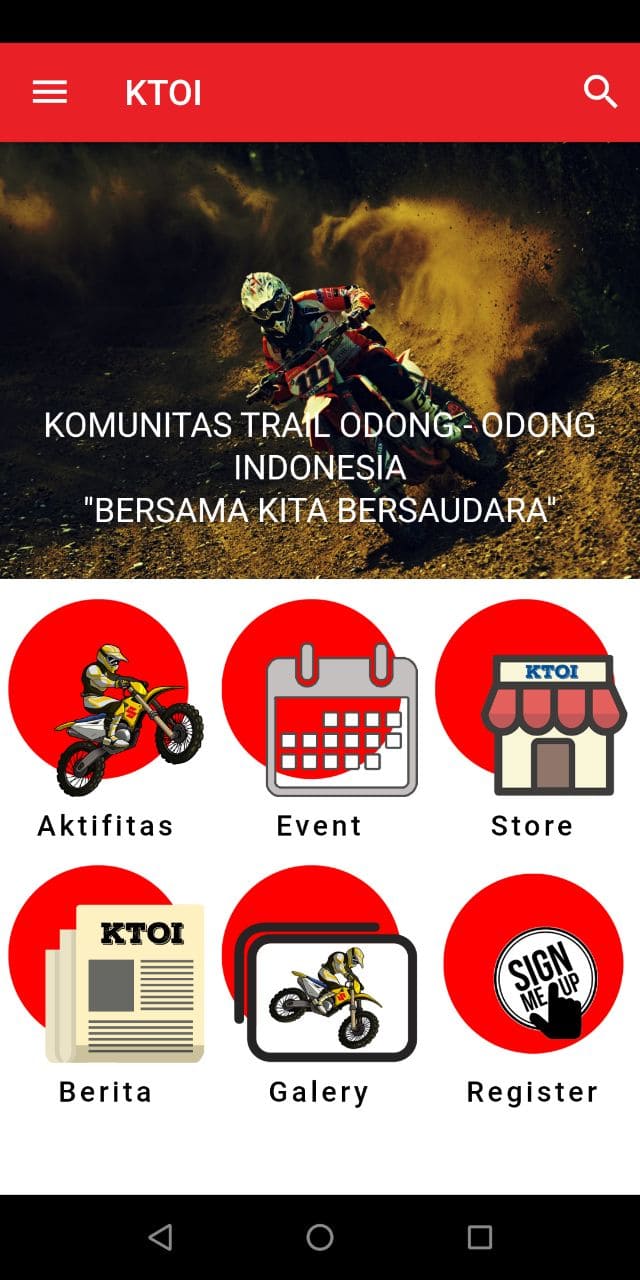 KTOI
KOMUNITAS TRAIL ODONG - ODONG
INDONESIA
"BERSAMA KITA BERSAUDARA"
KTOI
Aktifitas
Event
Store
KTOI
SIGN
ME UP
Berita
Galery
Register